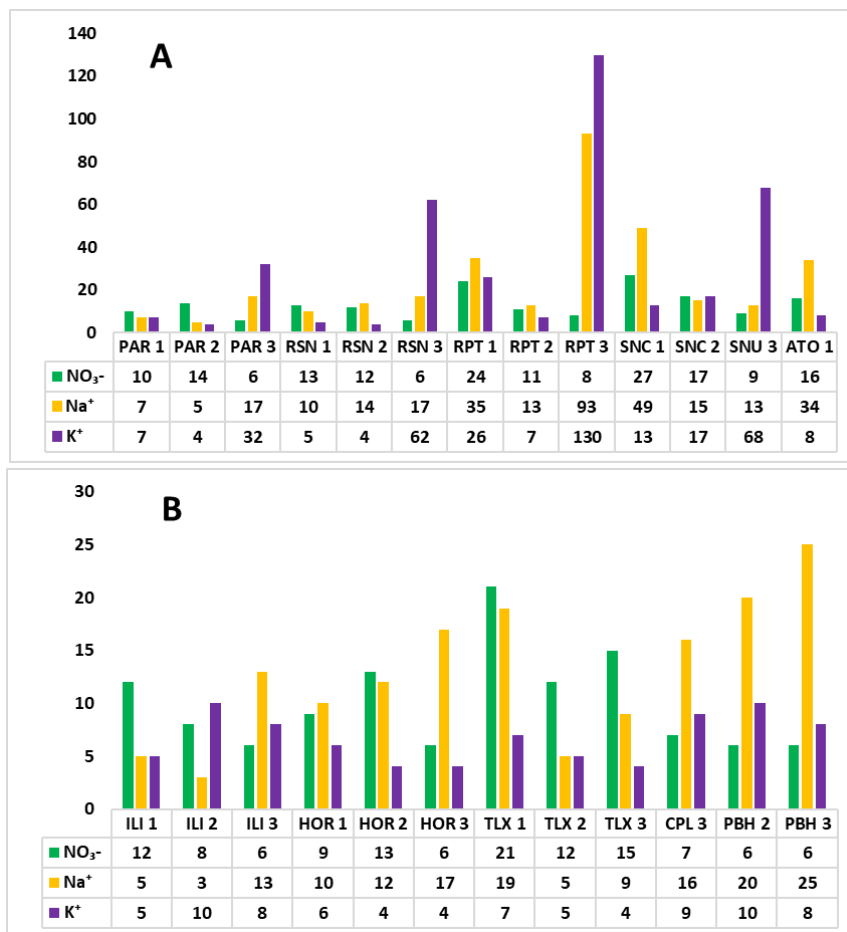 140
A
120
100
80
60
40
20
0
PAR 1 PAR 2 PAR 3 RSN 1 RSN 2 RSN 3 RPT 1 RPT 2 RPT 3 SNC 1 SNC 2 SNU 3 ATO 1
NO₃- 10 14 6 13 12 6 24 11 8 27 17 9 16
Na⁺ 7 5 17 10 14 17 35 13 93 49 15 13 34
K⁺ 7 4 32 5 4 62 26 7 130 13 17 68 8
30
B
25
20
15
10
5
0
ILI 1 ILI 2 ILI 3 HOR 1 HOR 2 HOR 3 TLX 1 TLX 2 TLX 3 CPL 3 PBH 2 PBH 3
NO₃- 12 8 6 9 13 6 21 12 15 7 6 6
Na⁺ 5 3 13 10 12 17 19 5 9 16 20 25
K⁺ 5 10 8 6 4 4 7 5 4 9 10 8